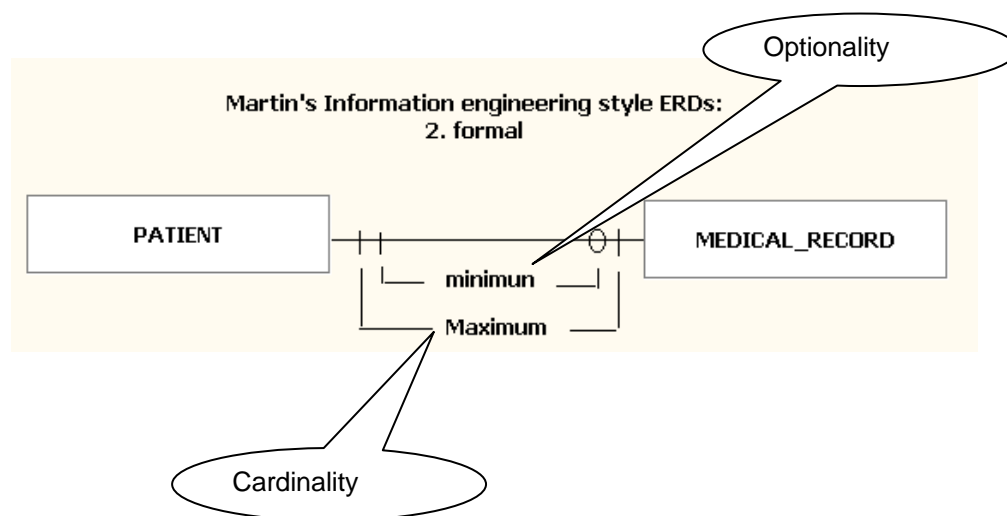 Optionality
Martin's Information engineering style ERDs:
2. formal
PATIENT
MEDICAL_RECORD
minimun
Maximum
Cardinality